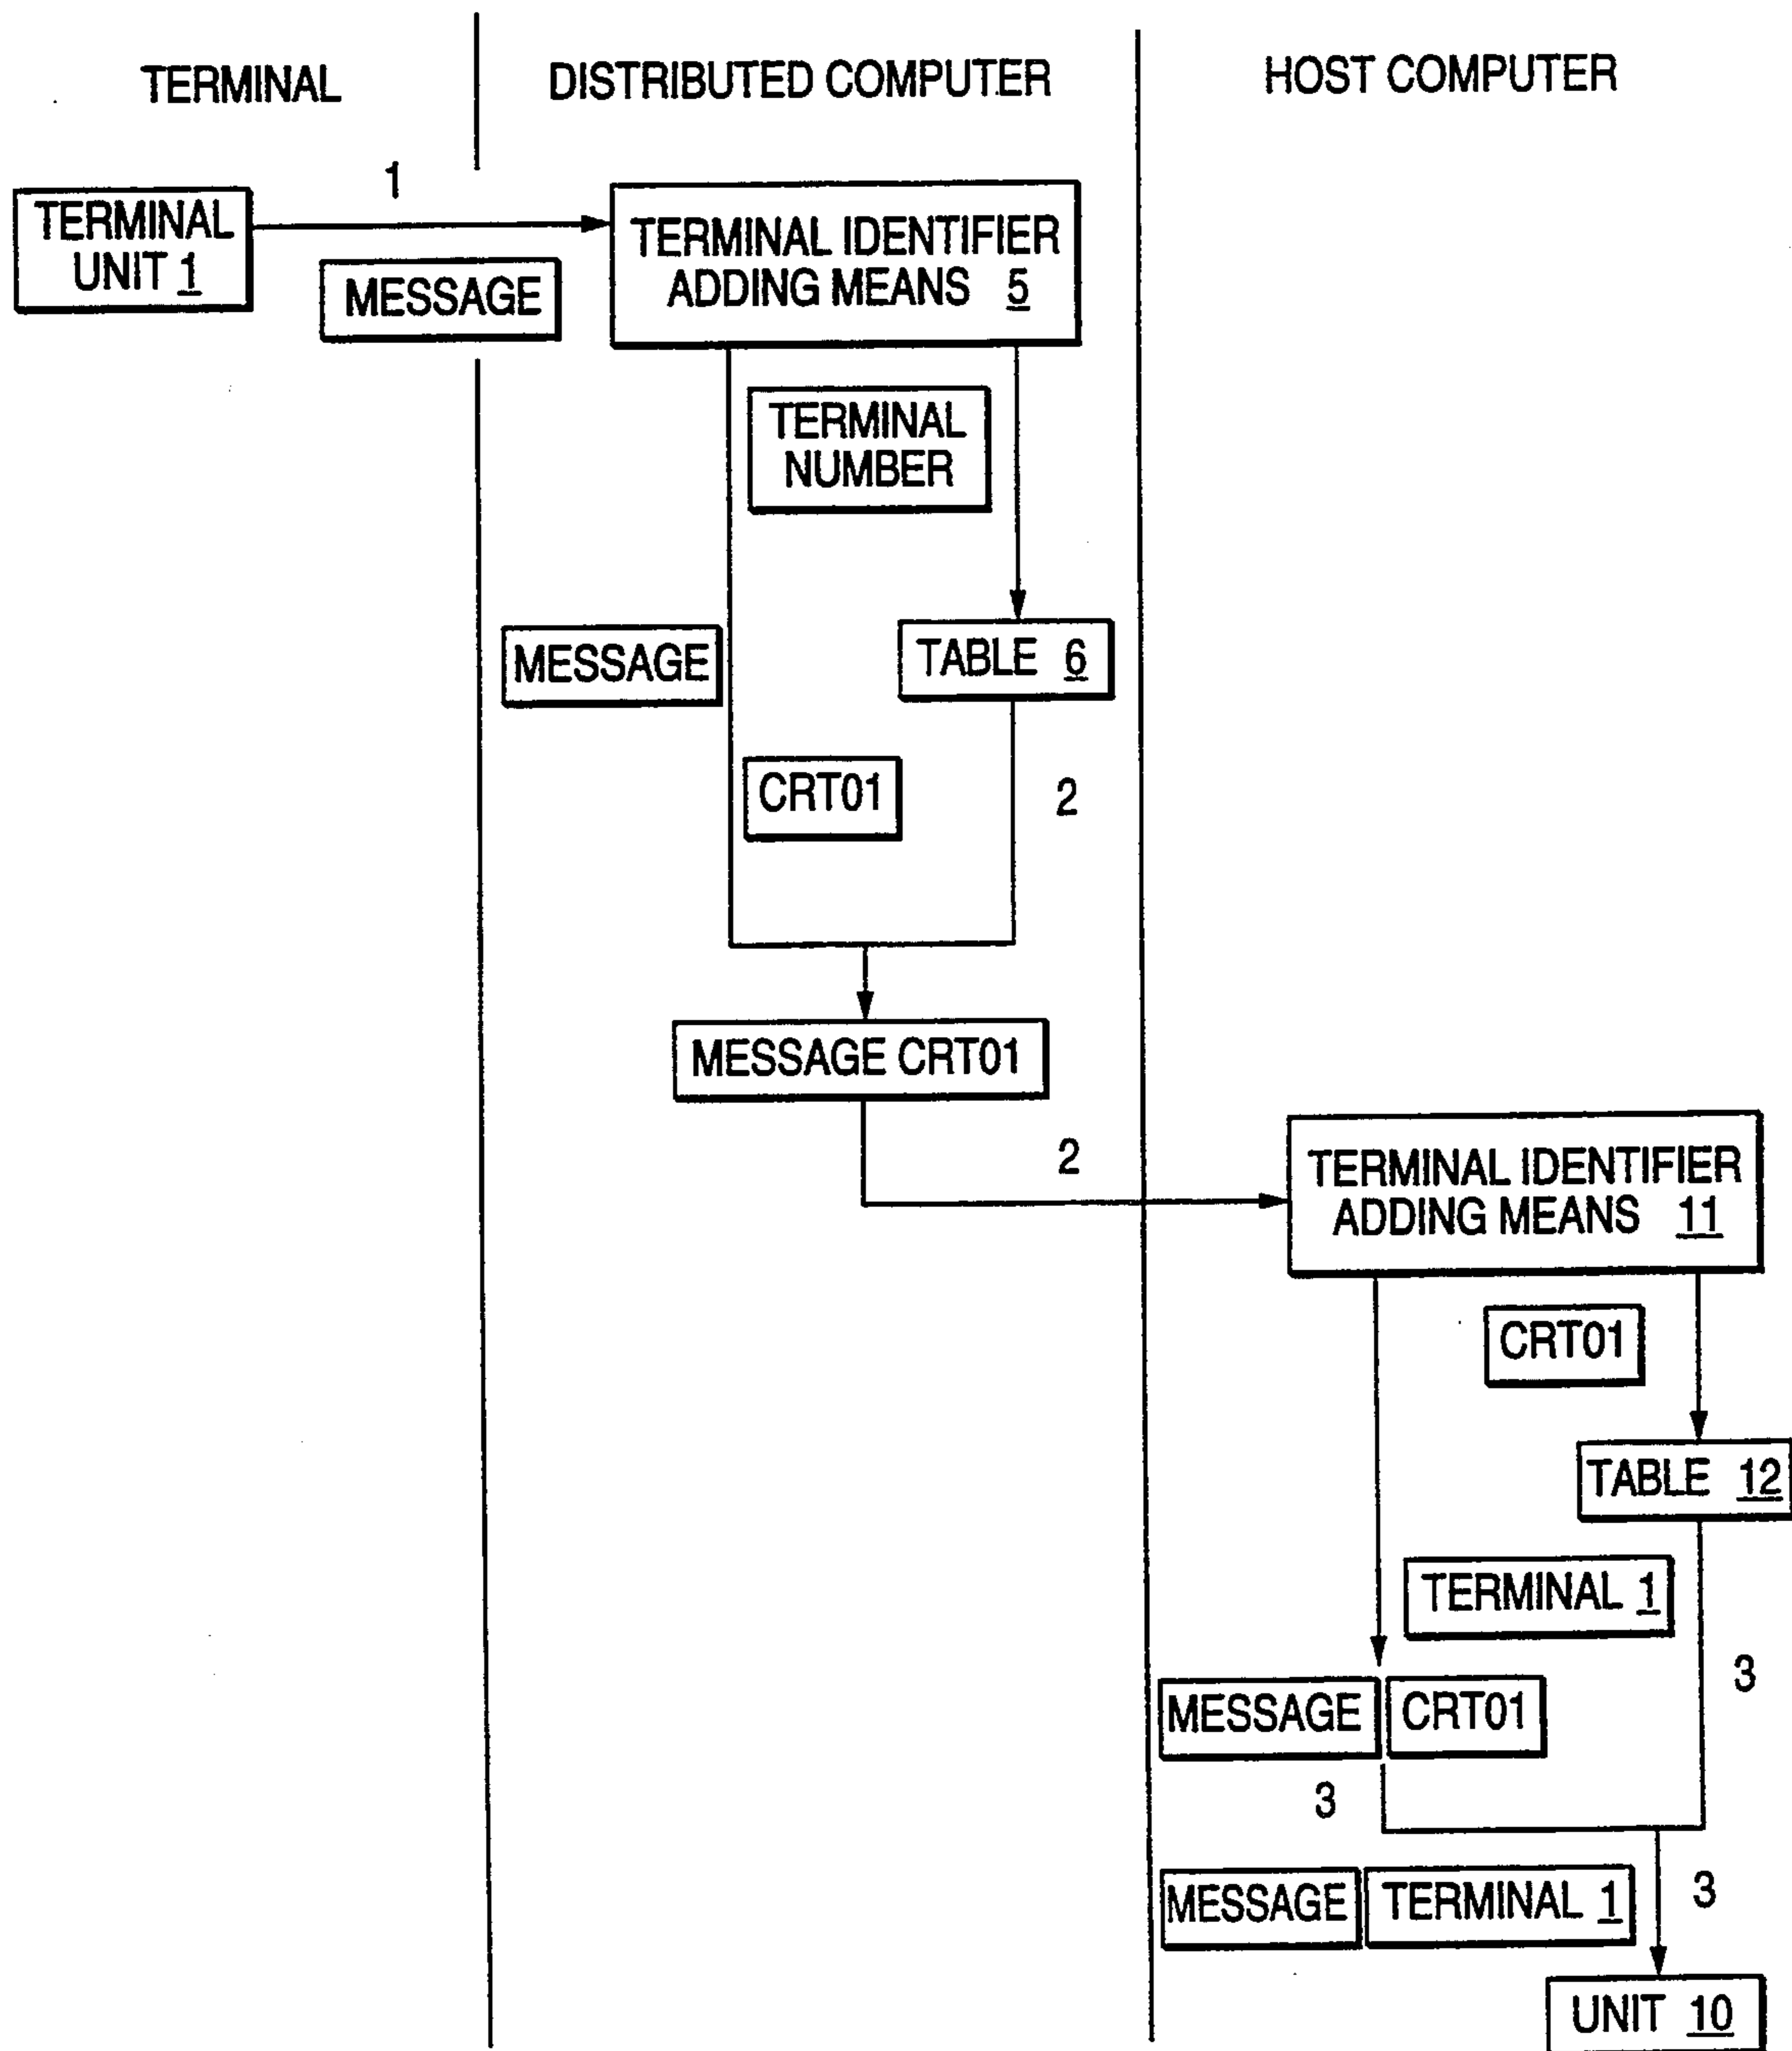 TERMINAL
DISTRIBUTED COMPUTER
HOST COMPUTER
1
TERMINAL
UNIT 1
MESSAGE
TERMINAL IDENTIFIER
ADDING MEANS 5
TERMINAL
NUMBER
MESSAGE
TABLE 6
CRT01
2
MESSAGE CRT01
2
TERMINAL IDENTIFIER
ADDING MEANS 11
CRT01
TABLE 12
TERMINAL 1
3
MESSAGE CRT01
3
MESSAGE TERMINAL 1
3
UNIT 10